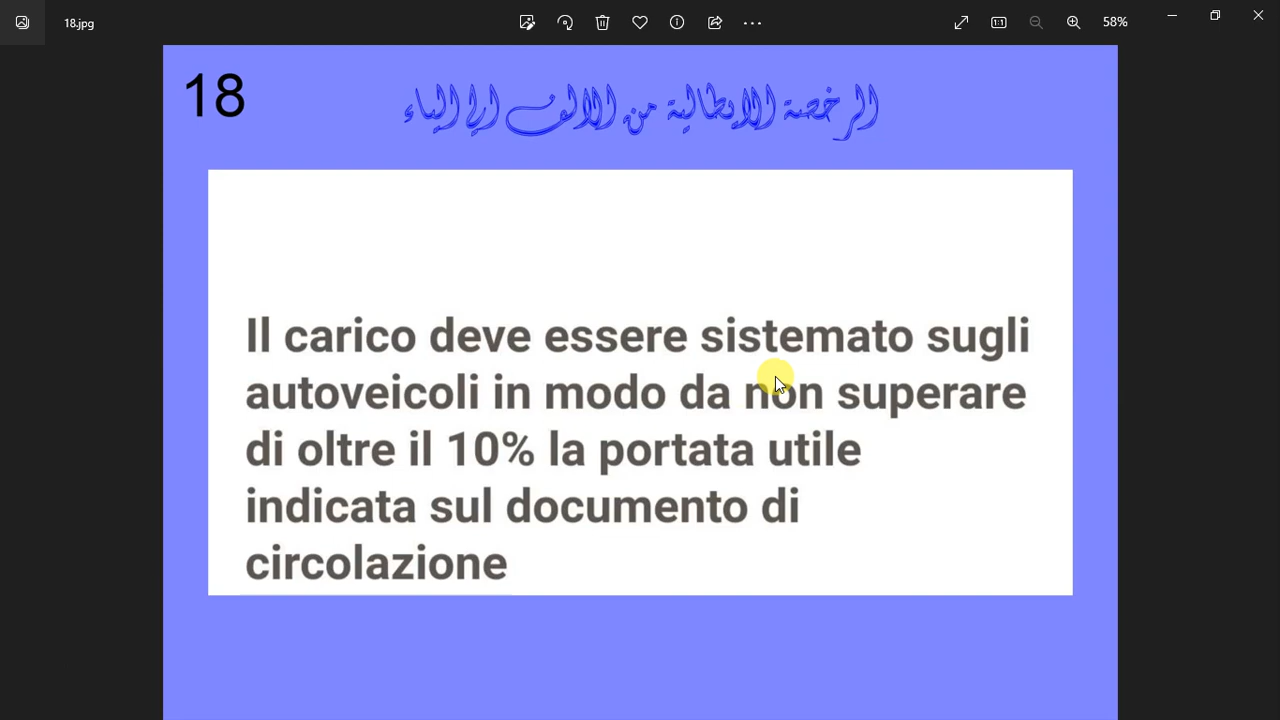 18.jpg
58%
18
الرخصة الايطالية من الالف الى الياء
Il carico deve essere sistemato sugli
autoveicoli in modo da non superare
di oltre il 10% la portata utile
indicata sul documento di
circolazione